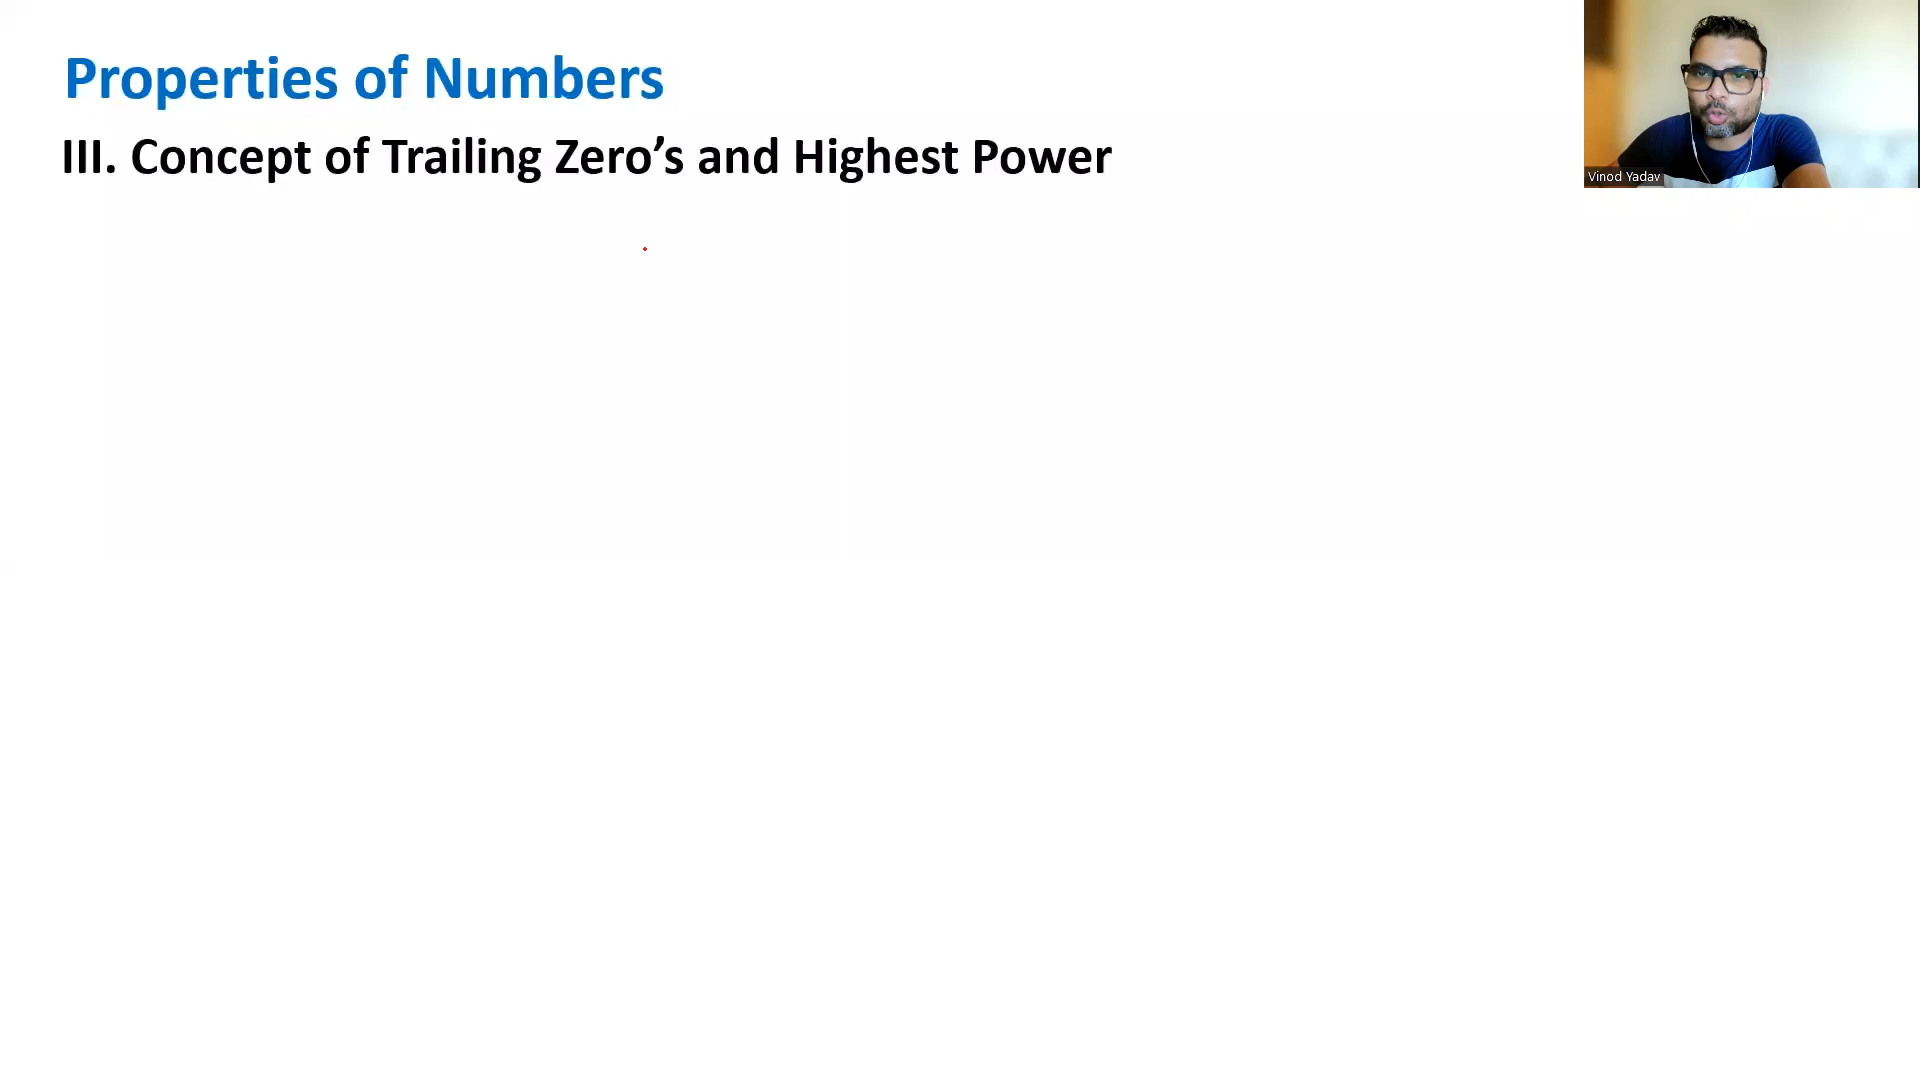 Properties of Numbers
III. Concept of Trailing Zero’s and Highest Power
Vinod Yadav